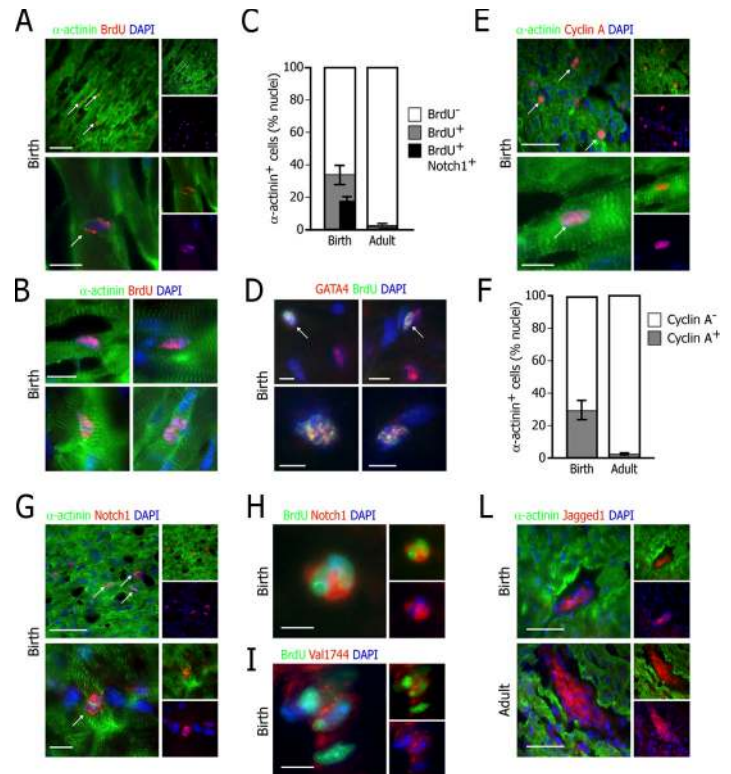 A
α-actinin BrdU DAPI
Birth
B
α-actinin BrdU DAPI
Birth
C
α-actinin+ cells (% nuclei)
100
80
60
40
20
0
Birth Adult
BrdU-
BrdU+
BrdU+
Notch1+
D
GATA4 BrdU DAPI
Birth
E
α-actinin Cyclin A DAPI
Birth
F
α-actinin+ cells (% nuclei)
100
80
60
40
20
0
Birth Adult
Cyclin A-
Cyclin A+
G
α-actinin Notch1 DAPI
Birth
H
BrdU Notch1 DAPI
Birth
I
BrdU Val1744 DAPI
Birth
L
α-actinin Jagged1 DAPI
Birth
Adult